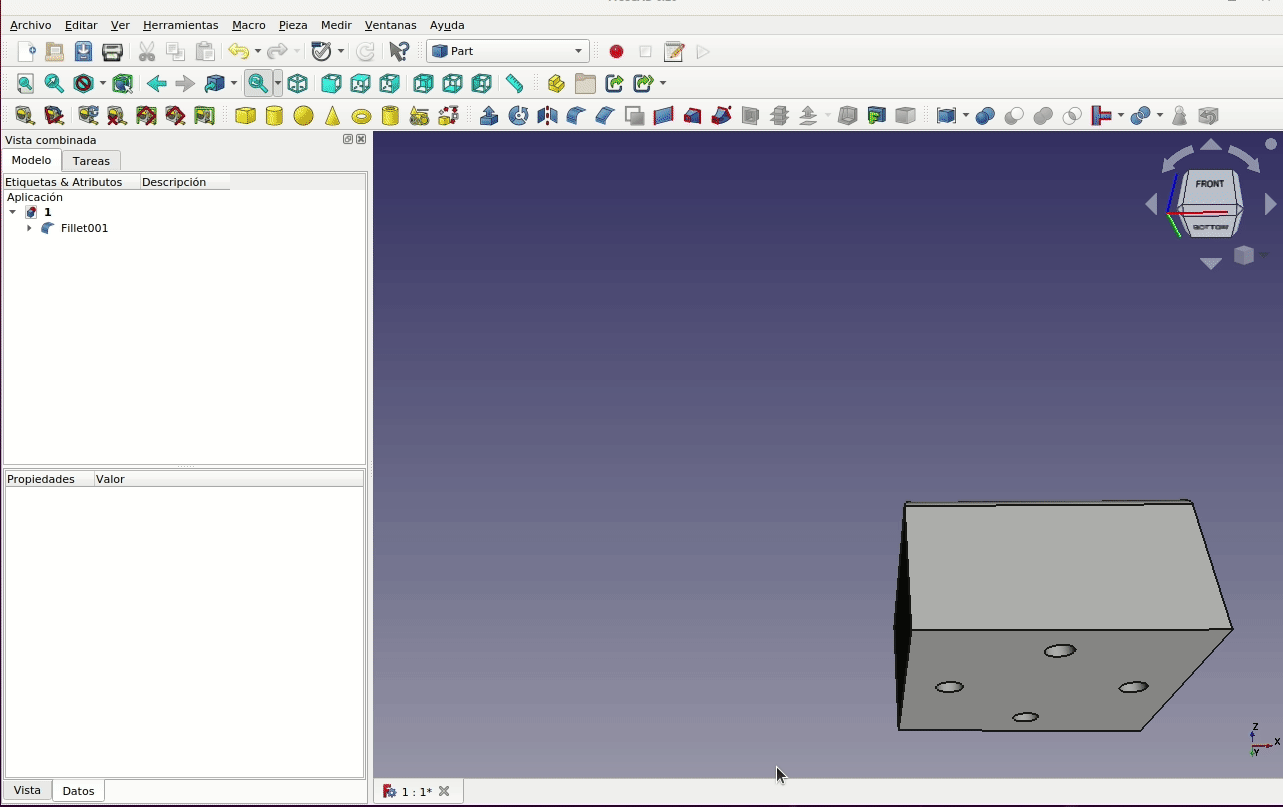 Archivo Editar Ver Herramientas Macro Pieza Medir Ventanas Ayuda
Part
Vista combinada
Modelo Tareas
Etiquetas & Atributos Descripción
Aplicación
1
Fillet001
Propiedades Valor
Vista Datos
FRONT
BOTTOM
Z
X
Y
1 : 1*